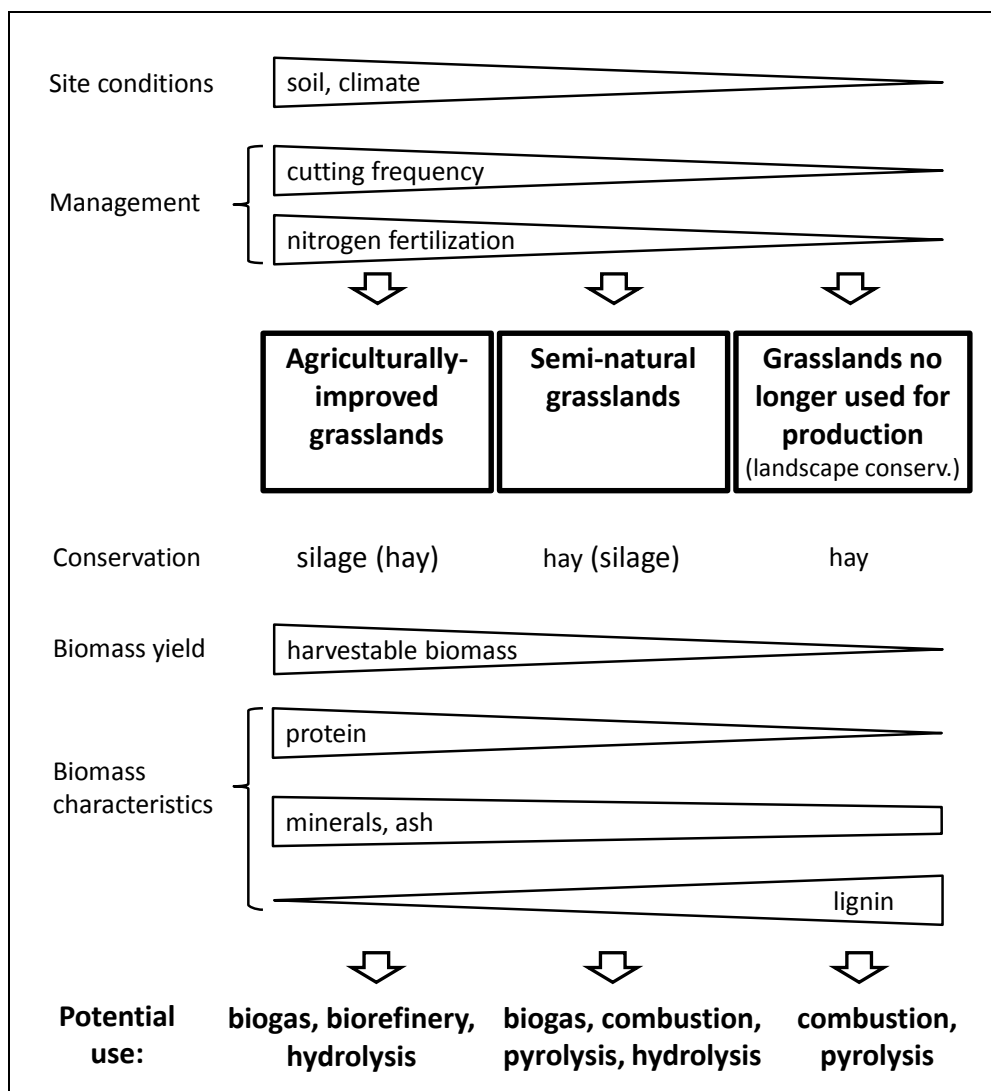 Site conditions
soil, climate
cutting frequency
Management
nitrogen fertilization
Agriculturally-
improved
grasslands
Semi-natural
grasslands
Grasslands no
longer used for
production
(landscape conserv.)
Conservation
silage (hay)
hay (silage)
hay
Biomass yield
harvestable biomass
protein
Biomass
characteristics
minerals, ash
lignin
Potential
use:
biogas, biorefinery,
hydrolysis
biogas, combustion,
pyrolysis, hydrolysis
combustion,
pyrolysis